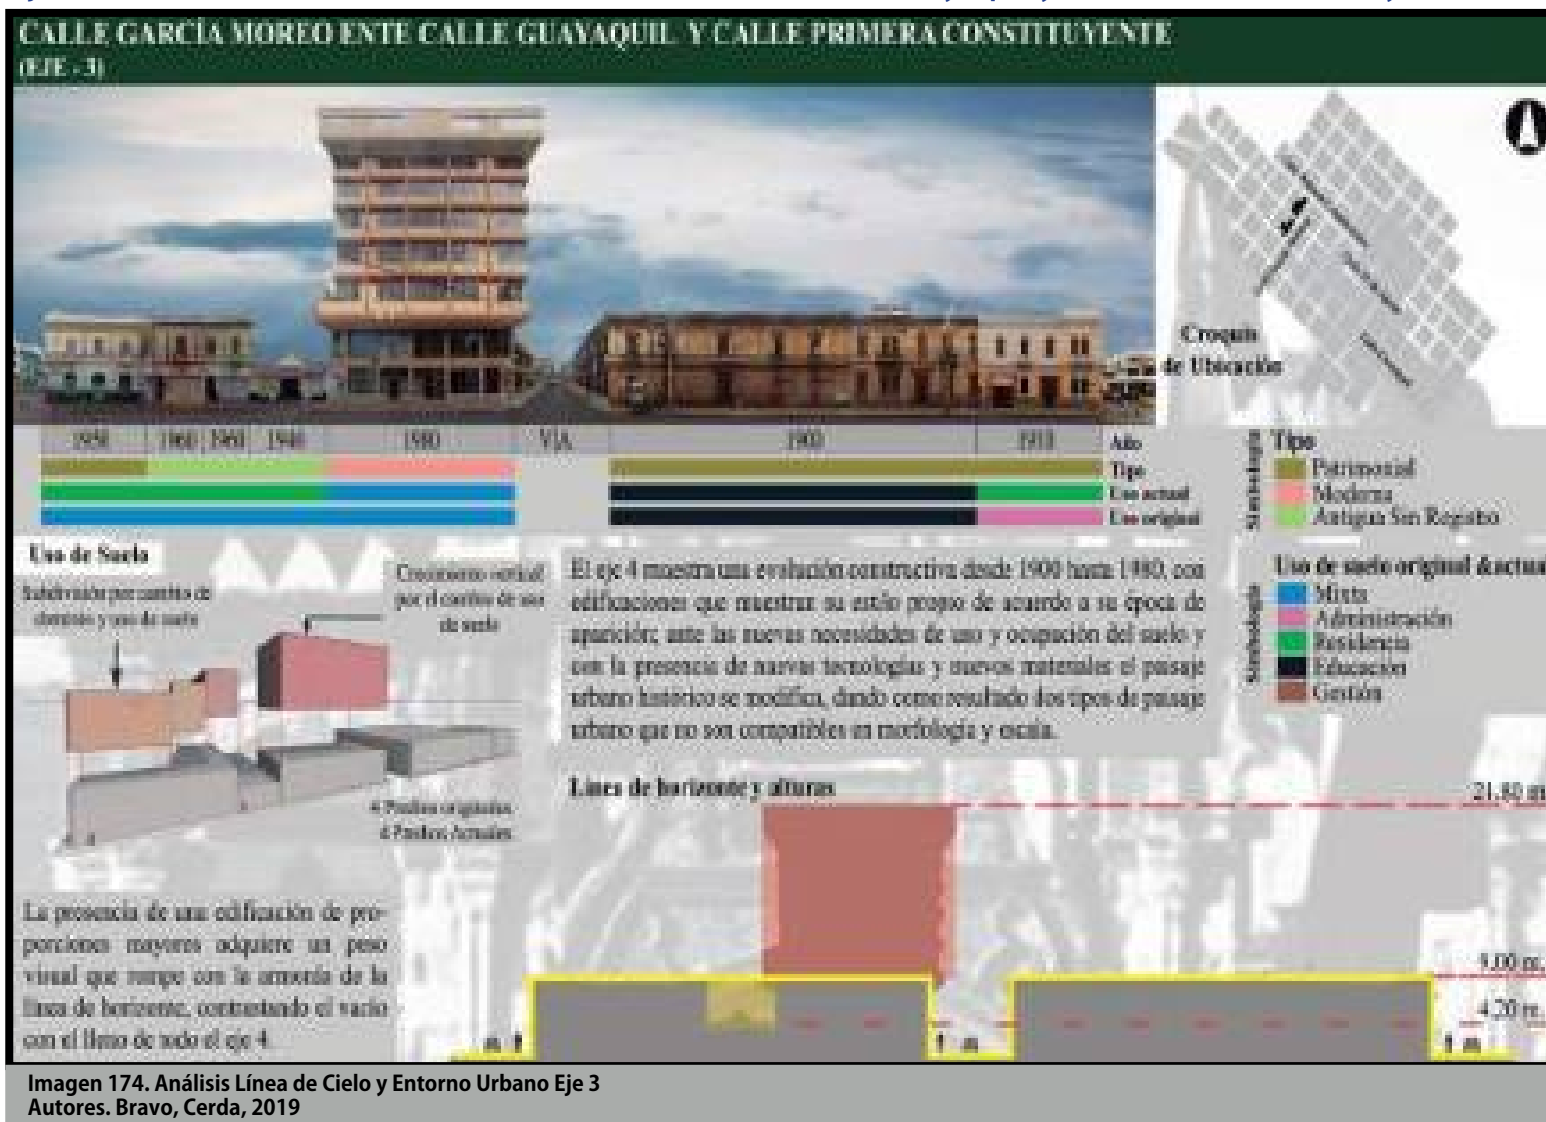 CALLE GARCÍA MOREO ENTE CALLE GUAYAQUIL Y CALLE PRIMERA CONSTITUYENTE
(EJE - 3)
Croquis
de Ubicación
1960 1960 1940 1980 VÍA 1900 1910 Año
Tipo
Uso actual
Uso original
Simbología
Tipo
Patrimonial
Moderna
Antigua Sin Registro
Simbología
Uso de suelo original & actual
Mixta
Administración
Residencia
Educación
Gestión
Uso de Suelo
Subdivisión por cambio de
dominio y uso de suelo
Crecimiento vertical
por el cambio de uso
de suelo
4 Predios originales
6 Predios Actuales
El eje 4 muestra una evolución constructiva desde 1900 hasta 1980, con
edificaciones que muestran su estilo propio de acuerdo a su época de
aparición; ante las nuevas necesidades de uso y ocupación del suelo y
con la presencia de nuevas tecnologías y nuevos materiales el paisaje
urbano histórico se modifica, dando como resultado dos tipos de paisaje
urbano que no son compatibles en morfología y escala.
Línea de horizonte y alturas
21.80 m
9.00 m.
4.20 m.
La presencia de una edificación de pro-
porciones mayores adquiere un peso
visual que rompe con la armonía de la
línea de horizonte, contrastando el vacío
con el lleno de todo el eje 4.
Imagen 174. Análisis Línea de Cielo y Entorno Urbano Eje 3
Autores. Bravo, Cerda, 2019